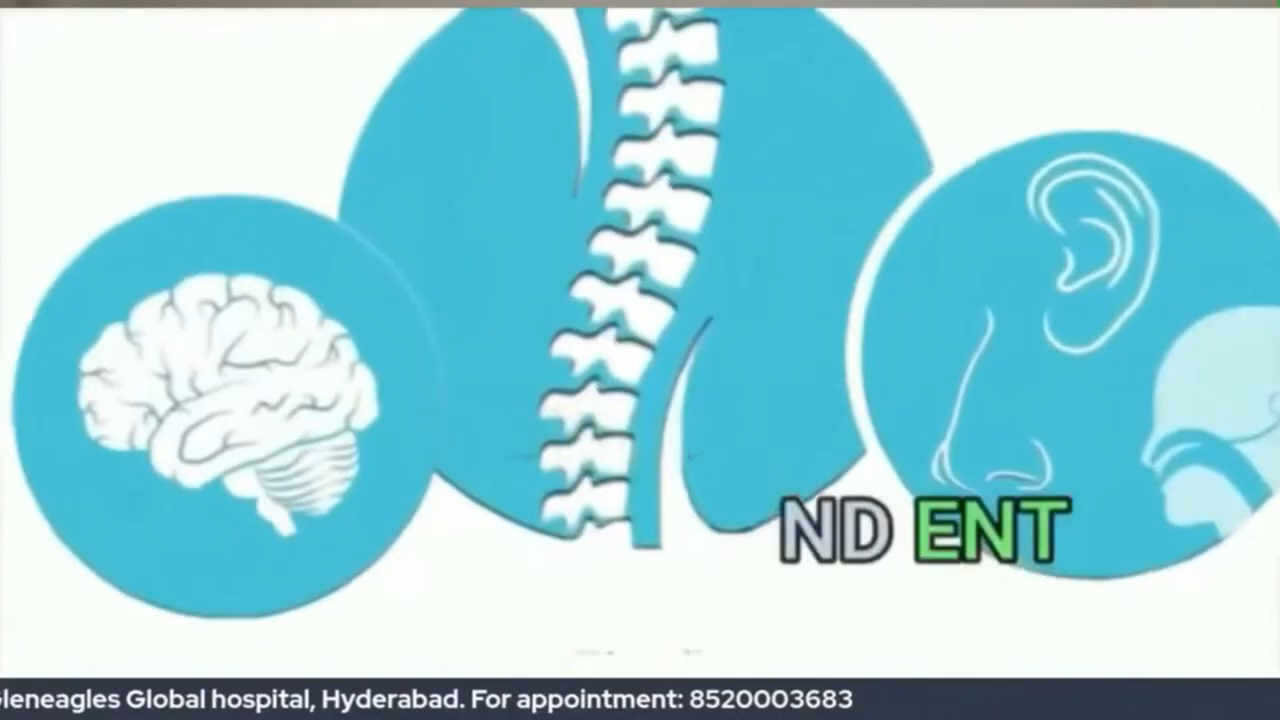 ND ENT
leneagles Global hospital, Hyderabad. For appointment: 8520003683